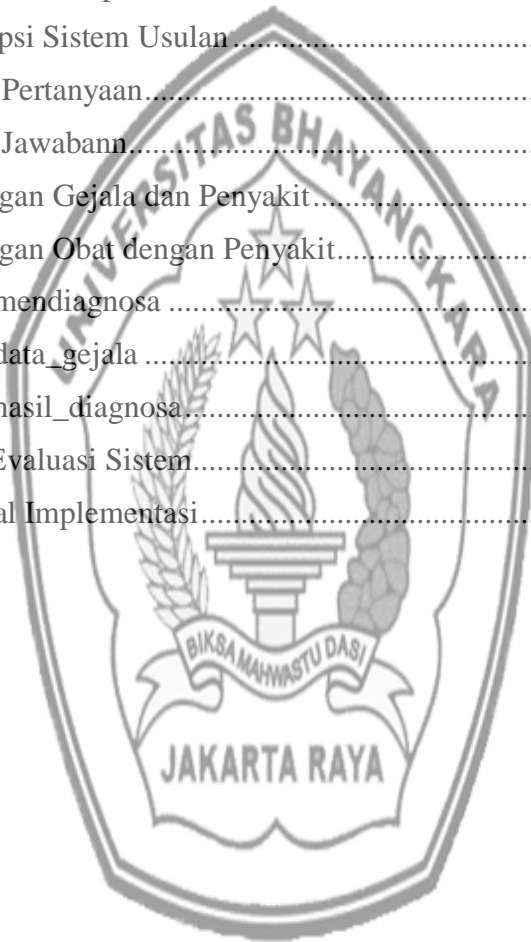 psi Sistem Usulan........................................
Pertanyaan........................................
Jawabann........................................
gan Gejala dan Penyakit........................................
gan Obat dengan Penyakit........................................
mendiagnosa ........................................
data_gejala ........................................
hasil_diagnosa........................................
Evaluasi Sistem........................................
al Implementasi........................................
UNIVERSITAS BHAYANGKARA
BIKSA MAHWASTU DASI
JAKARTA RAYA